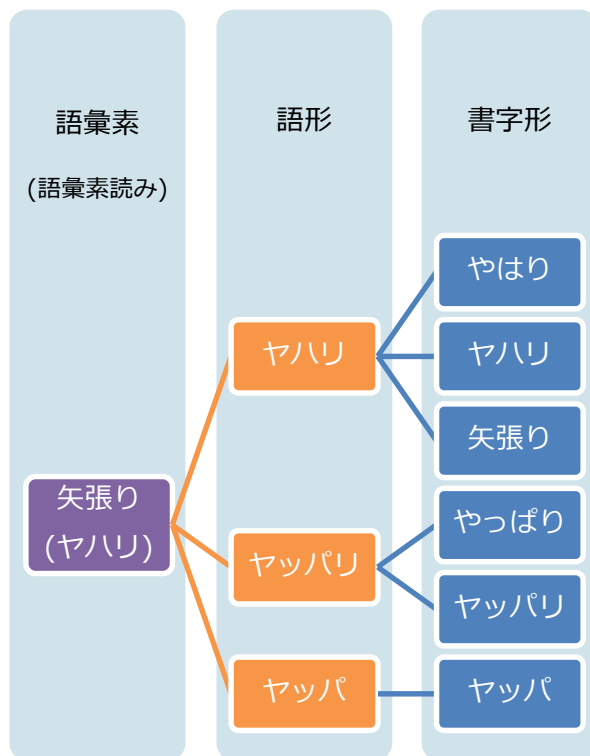 語彙素
(語彙素読み)
語形
書字形
矢張り
(ヤハリ)
ヤハリ
ヤッパリ
ヤッパ
やはり
ヤハリ
矢張り
やっぱり
ヤッパリ
ヤッパ